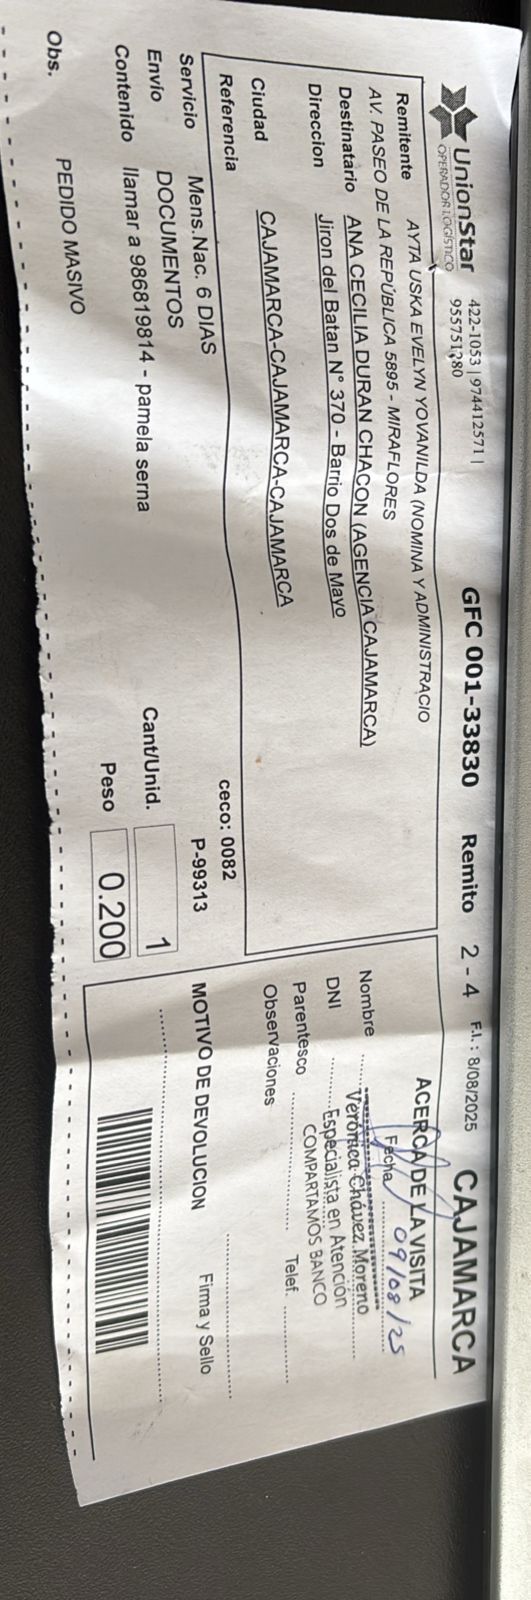 UnionStar
OPERADOR LOGÍSTICO
422-1053 | 974412571 |
955751380
GFC 001-33830 Remito 2 - 4 F.I.: 8/08/2025 CAJAMARCA
Remitente AYTA USKA EVELYN YOVANILDA (NOMINA Y ADMINISTRACIO
AV. PASEO DE LA REPÚBLICA 5895 - MIRAFLORES
Destinatario ANA CECILIA DURAN CHACON (AGENCIA CAJAMARCA)
Direccion Jiron del Batan N° 370 - Barrio Dos de Mayo
Ciudad CAJAMARCA-CAJAMARCA-CAJAMARCA
Referencia
ceco: 0082
Servicio Mens.Nac. 6 DIAS P-99313
Envio DOCUMENTOS
Contenido llamar a 986819814 - pamela serna
Cant/Unid. 1
Peso 0.200
Obs. PEDIDO MASIVO
ACERCA DE LA VISITA
Fecha 09/08/25
Nombre
Verónica Chávez Moreno
DNI
Especialista en Atención
Parentesco
COMPARTAMOS BANCO
Telef.
Observaciones
MOTIVO DE DEVOLUCION
Firma y Sello